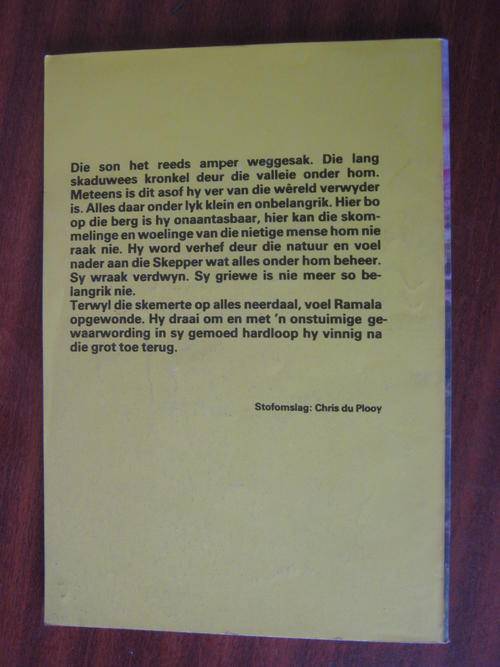 Die son het reeds amper weggesak. Die lang
skaduwees kronkel deur die valleie onder hom.
Meteens is dit asof hy ver van die wêreld verwyder
is. Alles daar onder lyk klein en onbelangrik. Hier bo
op die berg is hy onaantasbaar, hier kan die skom-
melinge en woelinge van die nietige mense hom nie
raak nie. Hy word verhef deur die natuur en voel
nader aan die Skepper wat alles onder hom beheer.
Sy wraak verdwyn. Sy griewe is nie meer so be-
langrik nie.
Terwyl die skemerte op alles neerdaal, voel Ramala
opgewonde. Hy draai om en met 'n onstuimige ge-
waarwording in sy gemoed hardloop hy vinnig na
die grot toe terug.
Stofomslag: Chris du Plooy